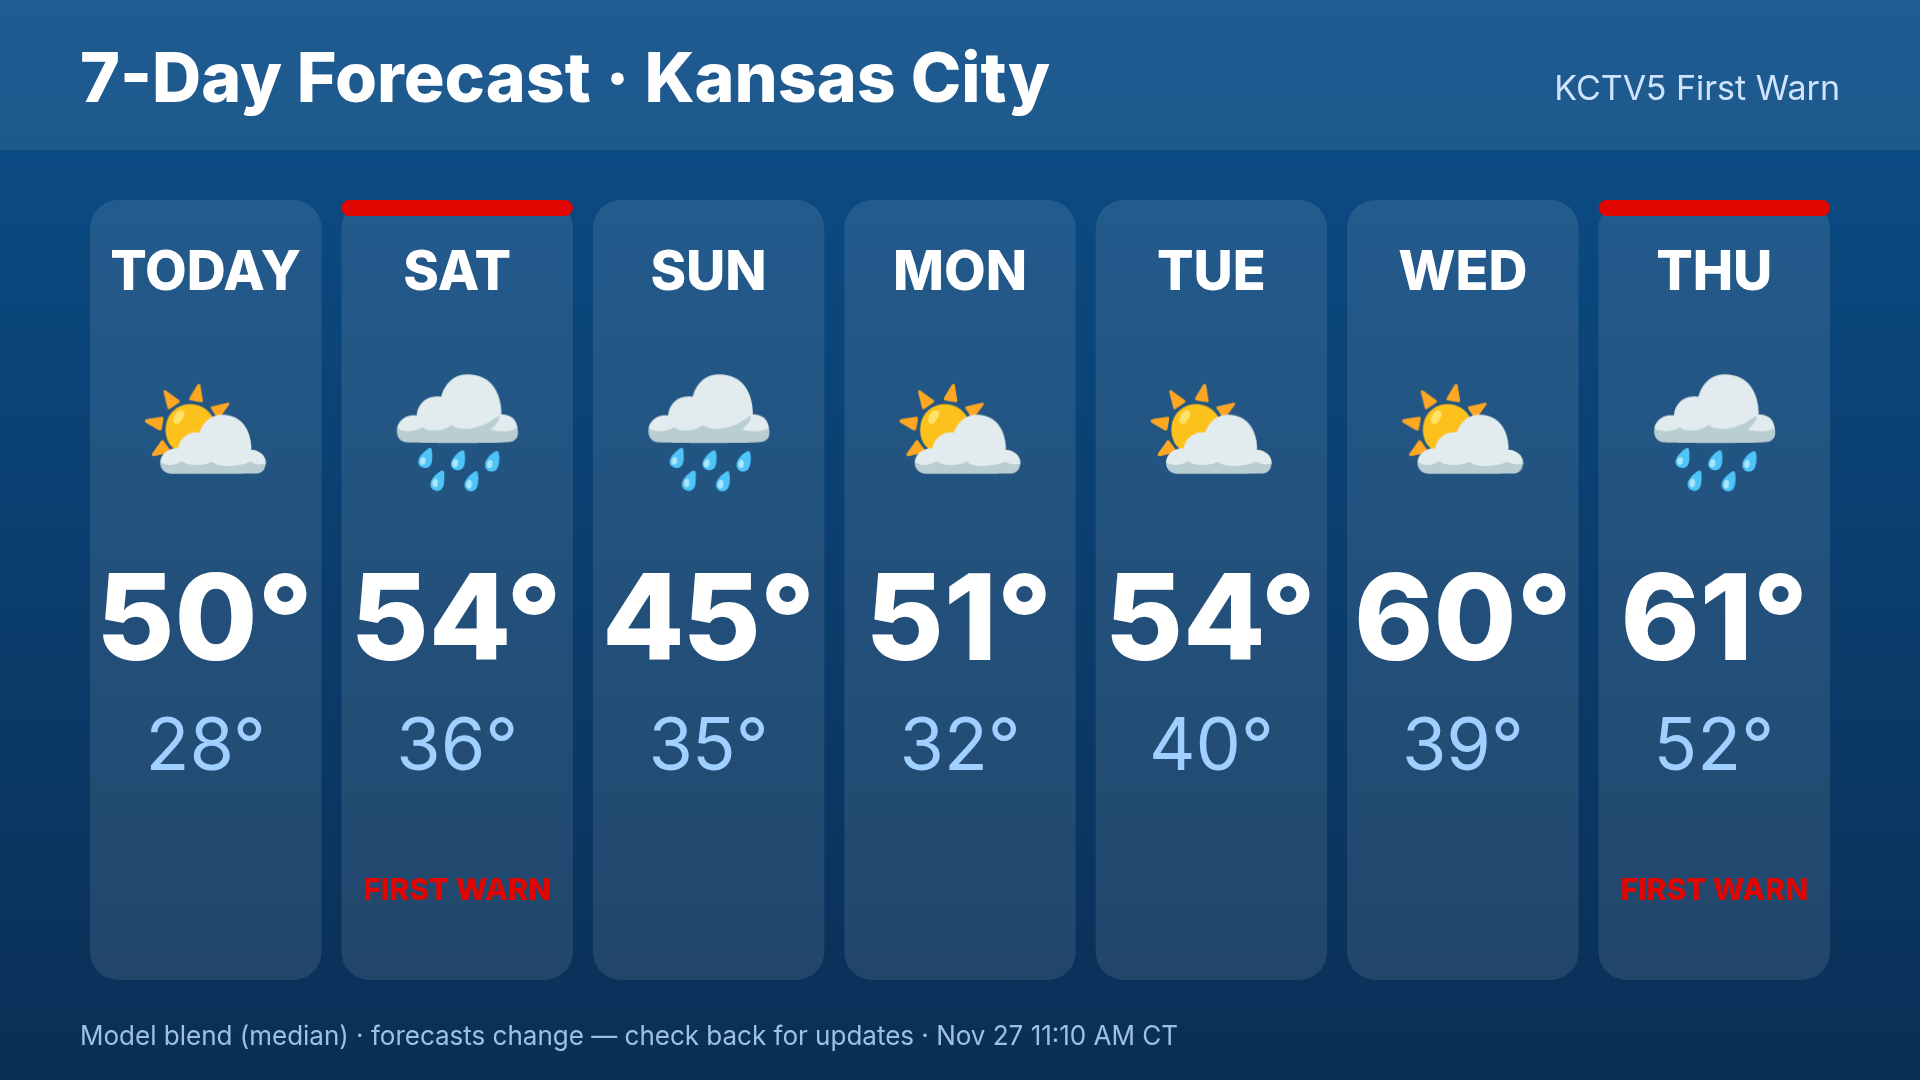 7-Day Forecast · Kansas City
KCTV5 First Warn
TODAY SAT SUN MON TUE WED THU
50° 54° 45° 51° 54° 60° 61°
28° 36° 35° 32° 40° 39° 52°
FIRST WARN FIRST WARN
Model blend (median) · forecasts change — check back for updates · Nov 27 11:10 AM CT